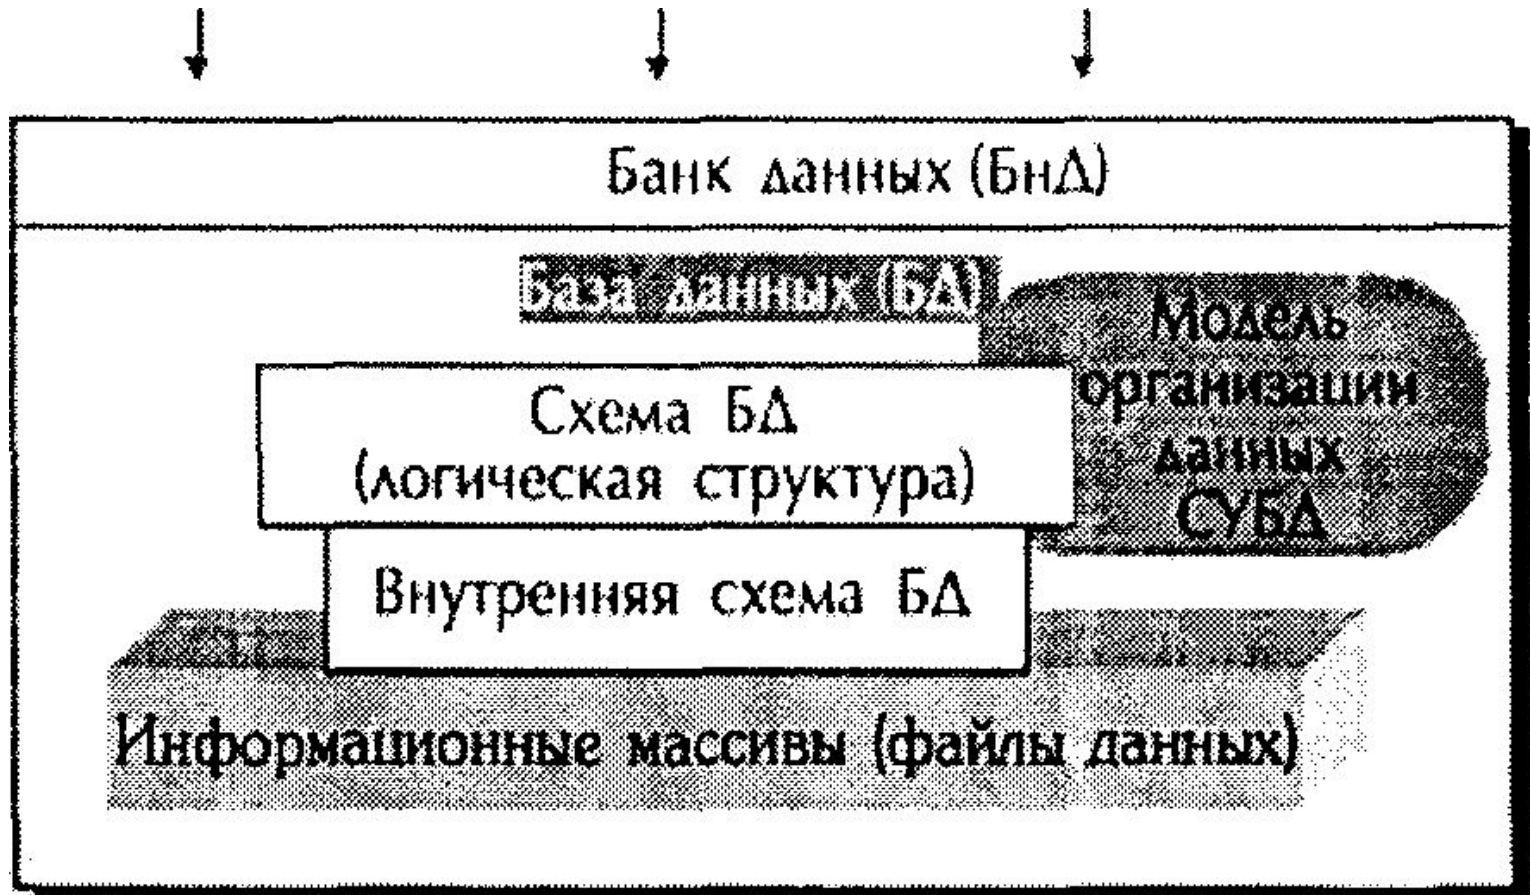 Банк данных (БнД)
База данных (БД)
Модель
организации
данных
СУБД
Схема БД
(логическая структура)
Внутренняя схема БД
Информационные массивы (файлы данных)